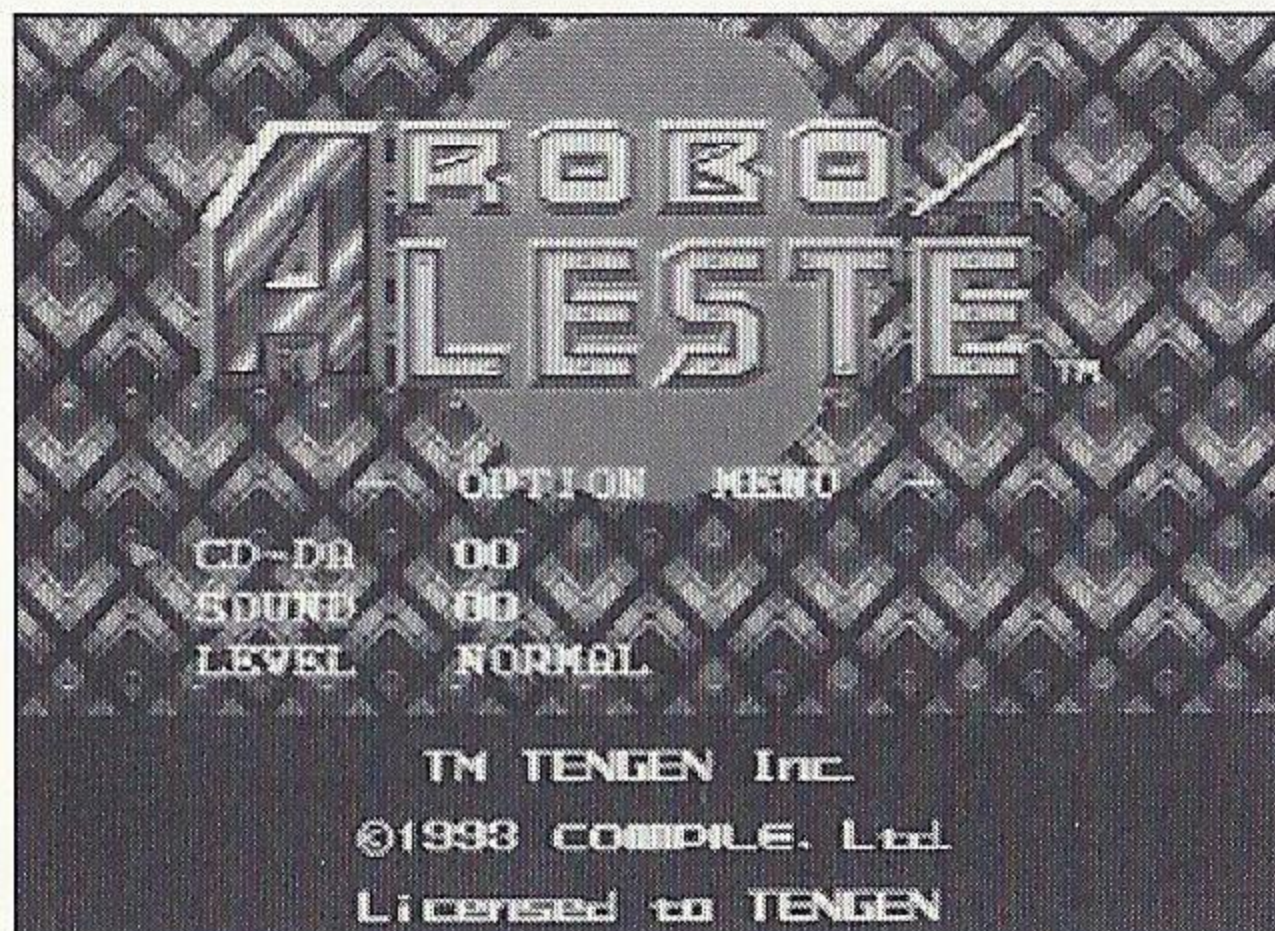 ROBO
ALESTE TM
- OPTION MENU -
CD-DA 00
SOUND 00
LEVEL NORMAL
TM TENGEN Inc.
©1993 COMPILE. Ltd.
Licensed to TENGEN